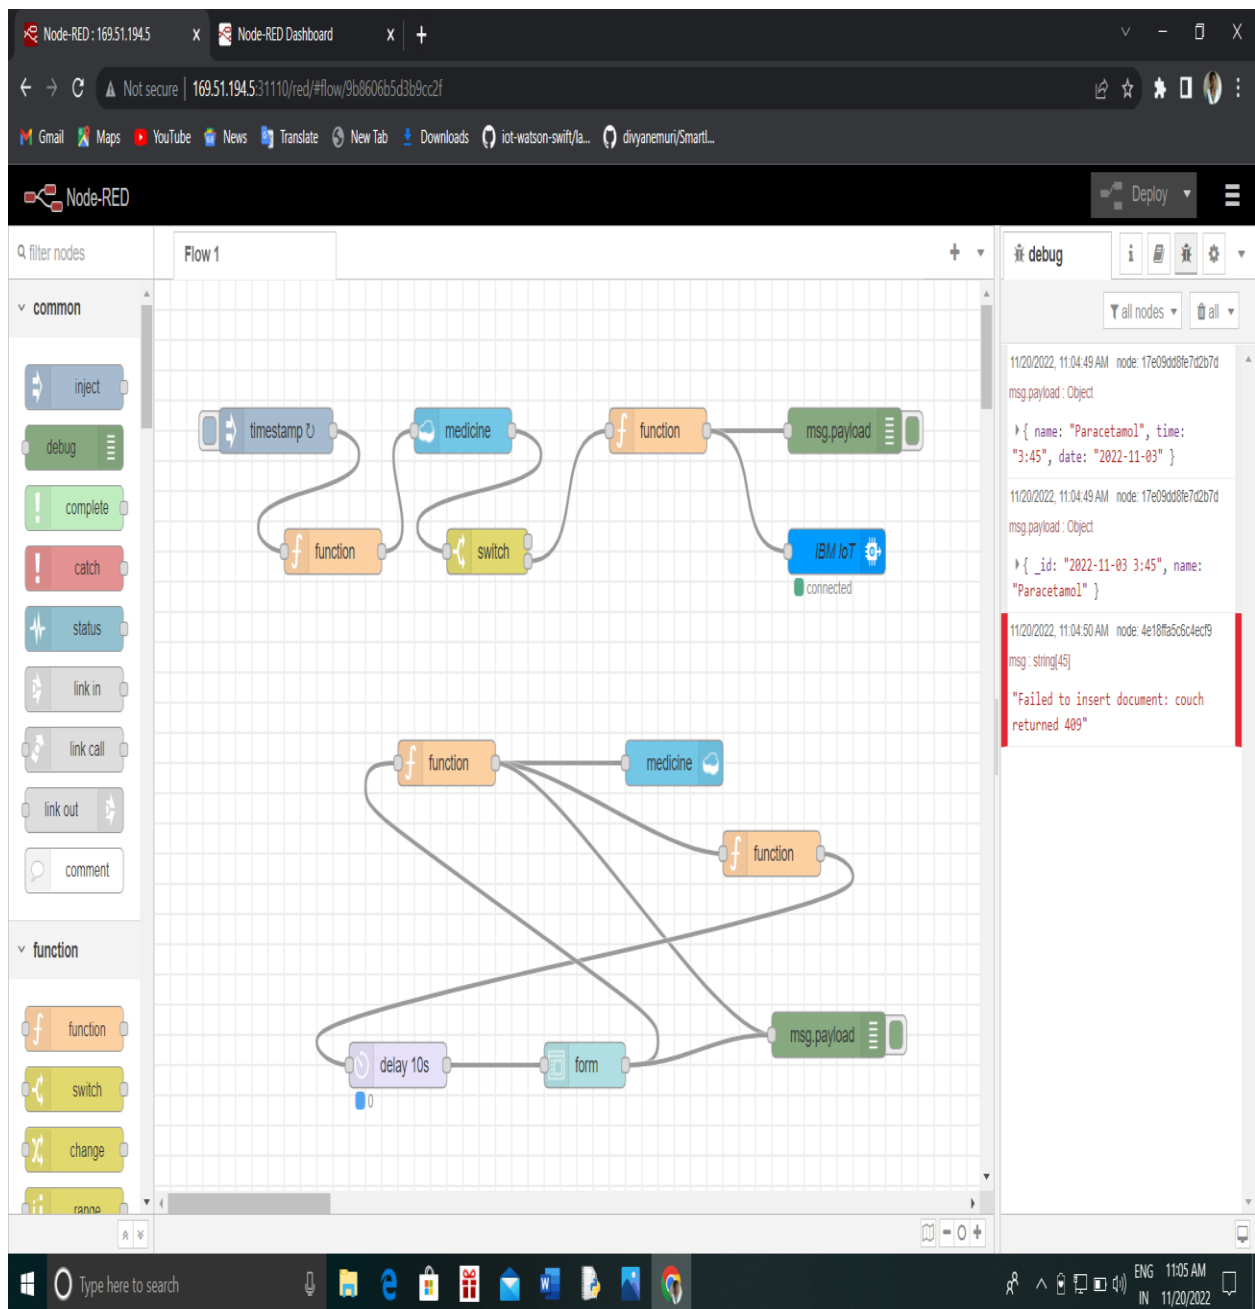 Node-RED : 169.51.194.5
Node-RED Dashboard
Not secure | 169.51.194.5:31110/red/#flow/9b8606b5d3b9cc2f
Gmail Maps YouTube News Translate New Tab Downloads iot-watson-swift/la... divyanemuri/SmartI...
Node-RED
Deploy
filter nodes
Flow 1
debug
i
common
all nodes
all
inject
debug
complete
catch
status
link in
link call
link out
comment
function
function
switch
change
range
timestamp
medicine
function
msg.payload
function
switch
IBM IoT
connected
function
medicine
function
msg.payload
delay 10s
form
0
11/20/2022, 11:04:49 AM node: 17e09dd8fe7d2b7d
msg.payload : Object
{ name: "Paracetamol", time:
"3:45", date: "2022-11-03" }
11/20/2022, 11:04:49 AM node: 17e09dd8fe7d2b7d
msg.payload : Object
{ _id: "2022-11-03 3:45", name:
"Paracetamol" }
11/20/2022, 11:04:50 AM node: 4e18ffa5c6c4ecf9
msg : string[45]
"Failed to insert document: couch
returned 409"
Type here to search
ENG
IN
11:05 AM
11/20/2022